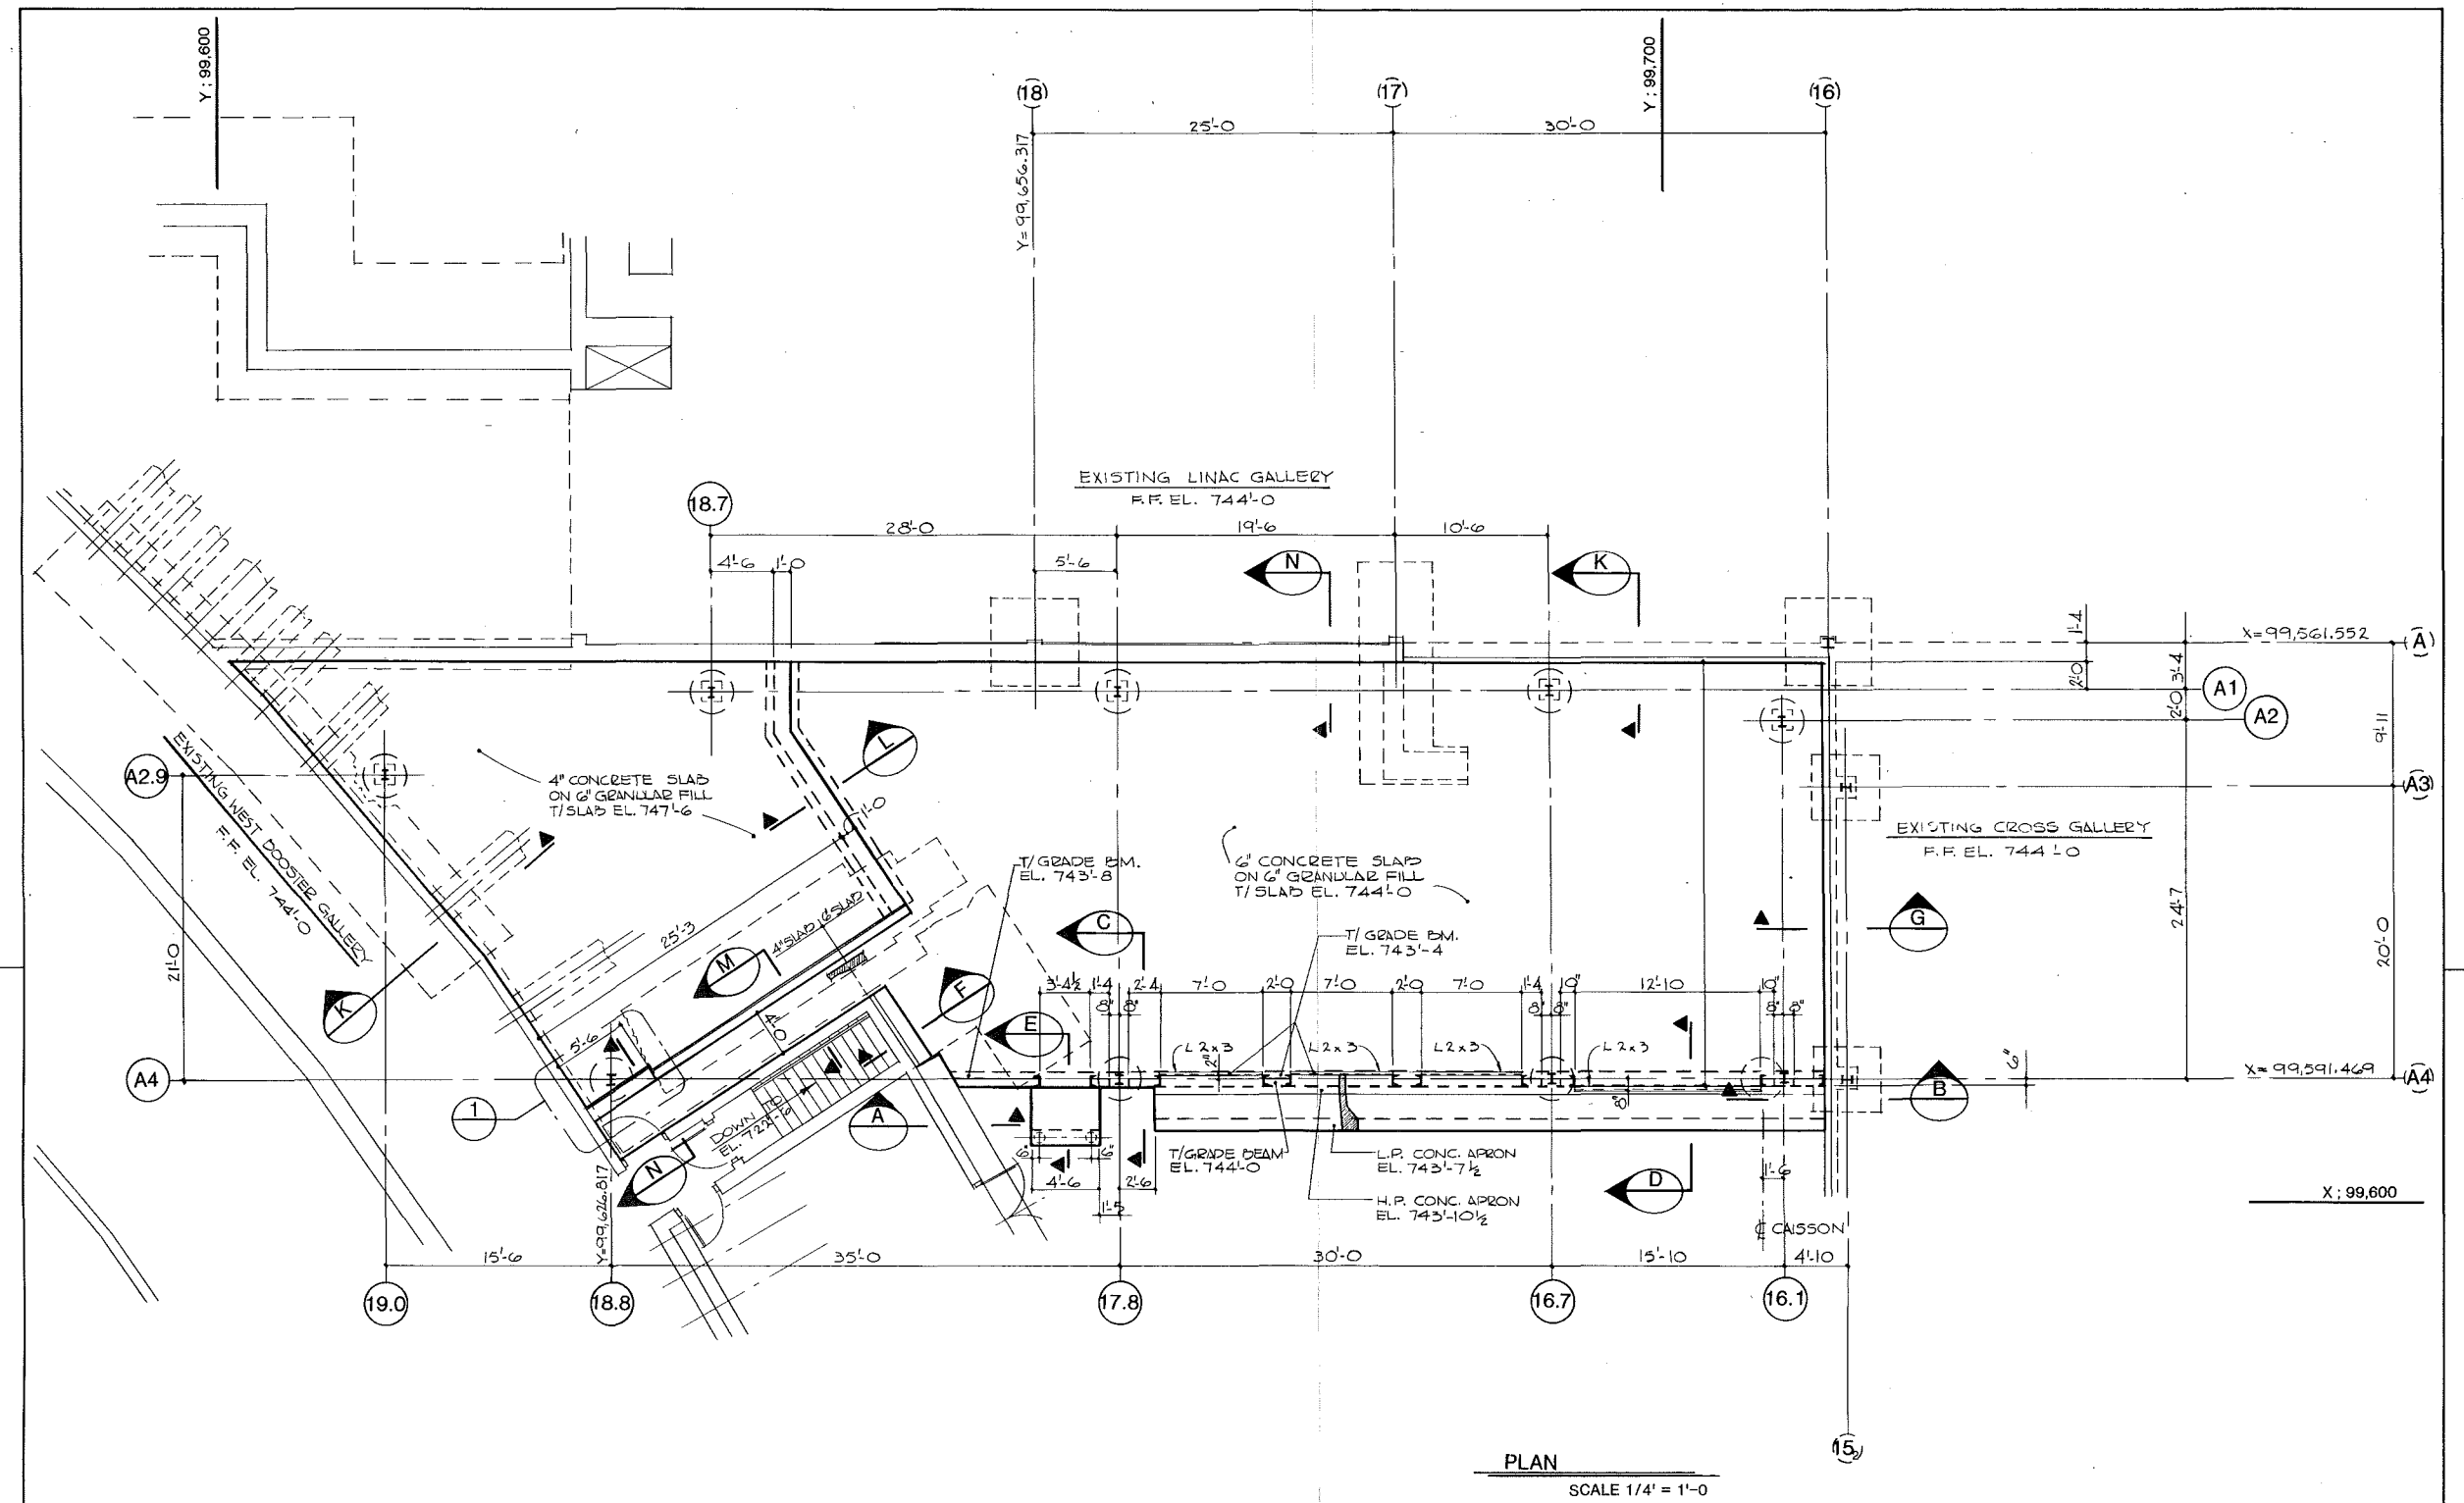 Y ; 99,600
Y ; 99,700
(18)
(17)
(16)
25'-0
30'-0
Y=99,656.317
EXISTING LINAC GALLERY
F.F. EL. 744'-0
18.7
28'-0
19'-6
10'-6
4'-6
1'-0
5'-6
N
K
1'-4
X=99,561.552
(A)
2'-0
3'-4
A1
2'-0
A2
9'-11
L
A2.9
EXISTING WEST DOOSTER GALLERY
F.F. EL. 744'-0
4" CONCRETE SLAB
ON 6" GRANULAR FILL
T/SLAB EL. 747'-6
(A3)
1'-0
EXISTING CROSS GALLERY
F.F. EL. 744'-0
T/GRADE BM.
EL. 743'-8
6" CONCRETE SLAB
ON 6" GRANULAR FILL
T/SLAB EL. 744'-0
25'-3
4" SLAB
6" SLAB
C
G
24'-7
20'-0
21'-0
T/GRADE BM.
EL. 743'-4
M
F
K
3'-4½
1'-4
2'-4
7'-0
2'-0
7'-0
2'-0
7'-0
1'-4
10"
12'-10
10"
8"
8"
8"
8"
8"
8"
E
4'-0
5'-6
L 2x3
2"
L 2x3
L 2x3
L 2x3
6"
A4
X=99,591.469
(A4)
8"
B
1
A
DOWN TO
EL. 722'-6
N
6"
6"
T/GRADE BEAM
EL. 744'-0
L.P. CONC. APRON
EL. 743'-7½
4'-6
2'-6
1'-5
H.P. CONC. APRON
EL. 743'-10½
D
1'-6
X ; 99,600
℄ CAISSON
Y=99,626.817
15'-6
35'-0
30'-0
15'-10
4'-10
19.0
18.8
17.8
16.7
16.1
(15)
PLAN
SCALE 1/4' = 1'-0